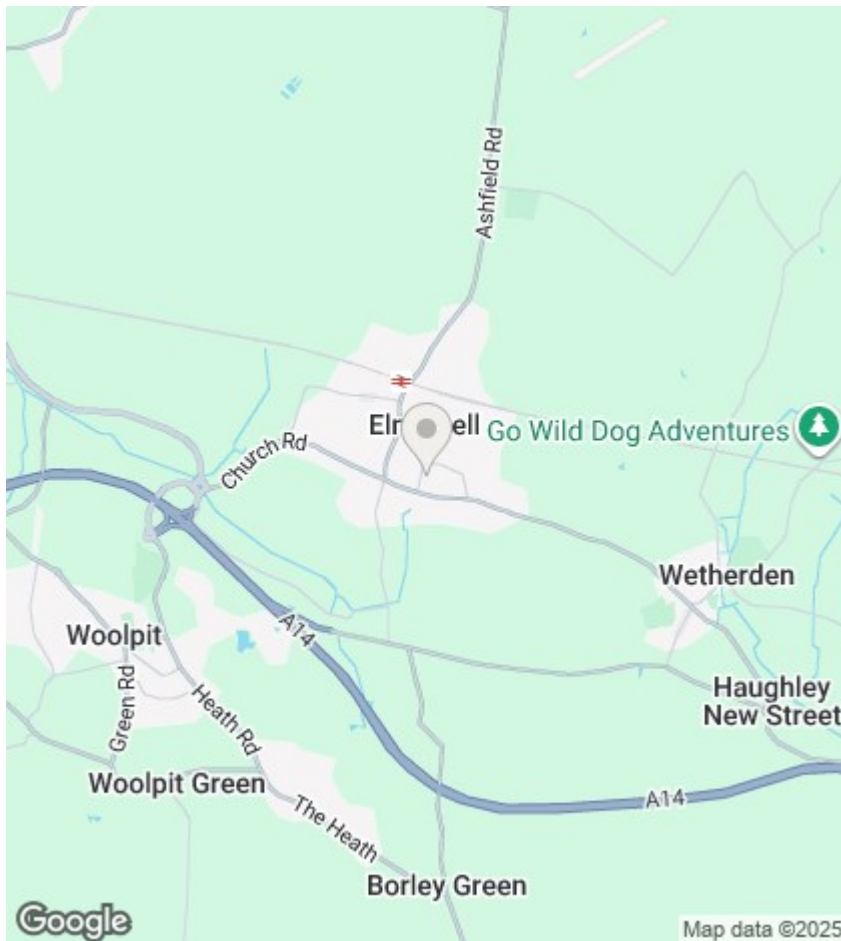 Ashfield Rd
Go Wild Dog Adventures
Church Rd
Wetherden
A14
Woolpit
Haughley
New Street
Green Rd
Heath Rd
Woolpit Green
A14
The Heath
Borley Green
Google
Map data ©2025